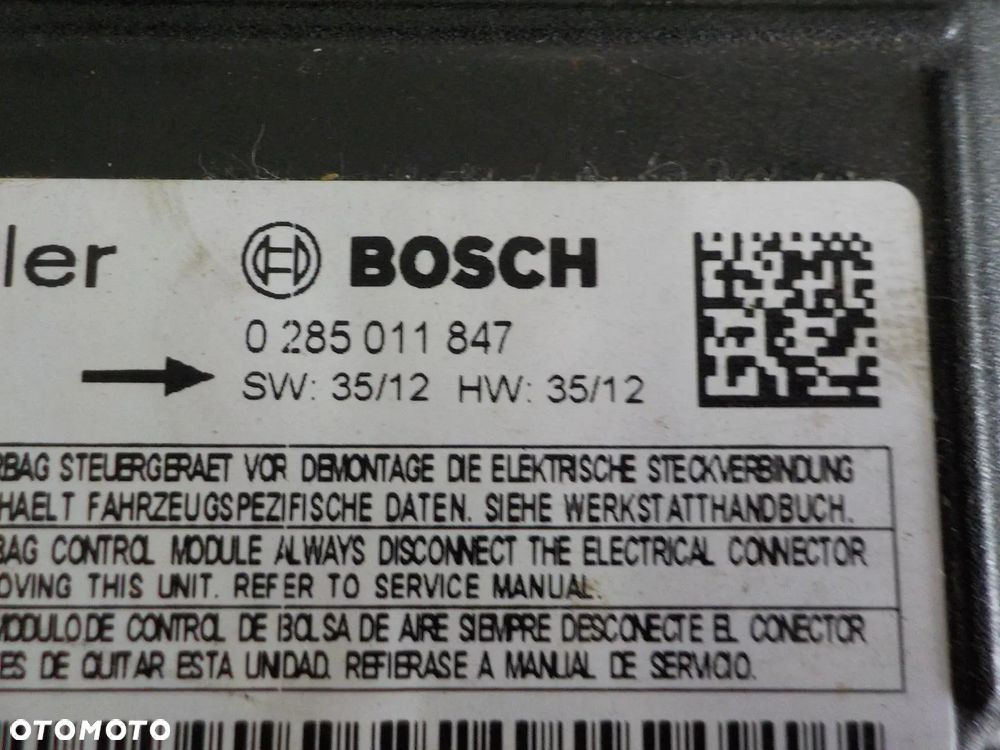 ler BOSCH
0 285 011 847
SW: 35/12 HW: 35/12
RBAG STEUERGERAET VOR DEMONTAGE DIE ELEKTRISCHE STECKVERBINDUNG
HAELT FAHRZEUGSPEZIFISCHE DATEN. SIEHE WERKSTATTHANDBUCH.
BAG CONTROL MODULE ALWAYS DISCONNECT THE ELECTRICAL CONNECTOR
OVING THIS UNIT. REFER TO SERVICE MANUAL.
MODULO DE CONTROL DE BOLSA DE AIRE SIEMPRE DESCONECTE EL CONECTOR
ES DE QUITAR ESTA UNIDAD. REFIERASE A MANUAL DE SERVICIO.
OTOMOTO